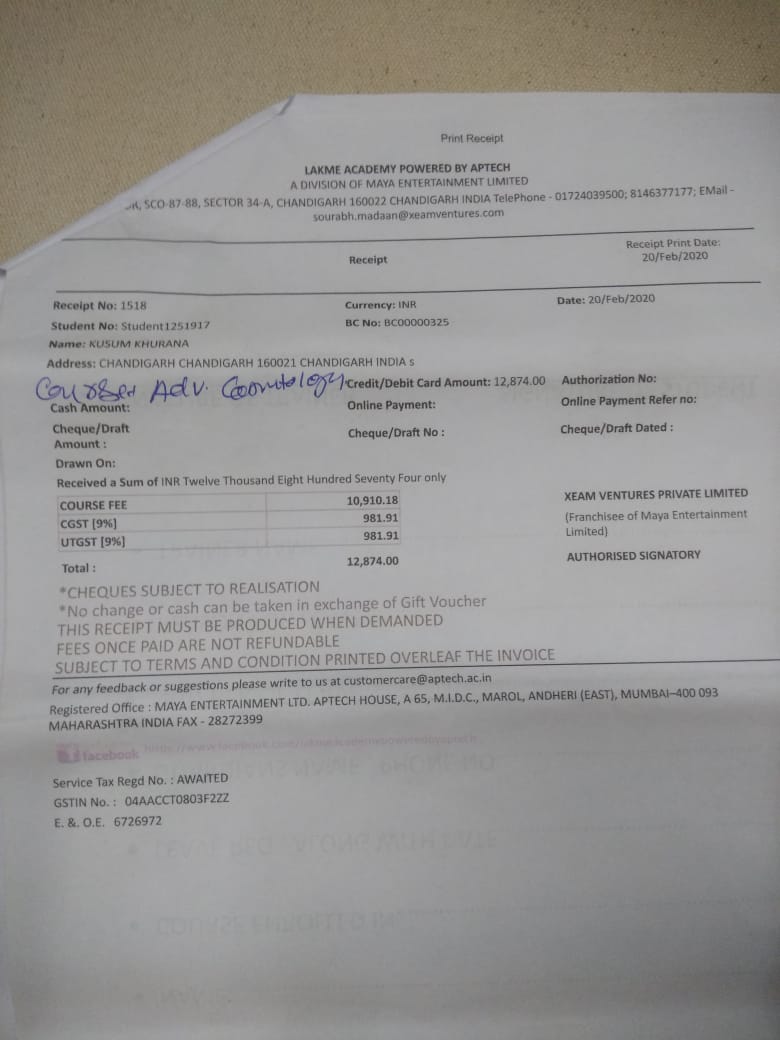 Print Receipt
LAKME ACADEMY POWERED BY APTECH
A DIVISION OF MAYA ENTERTAINMENT LIMITED
SCO-87-88, SECTOR 34-A, CHANDIGARH 160022 CHANDIGARH INDIA TelePhone - 01724039500; 8146377177; EMail -
sourabh.madaan@xeamventures.com
Receipt Print Date:
Receipt 20/Feb/2020
Receipt No: 1518 Currency: INR Date: 20/Feb/2020
Student No: Student1251917 BC No: BC00000325
Name: KUSUM KHURANA
Address: CHANDIGARH CHANDIGARH 160021 CHANDIGARH INDIA s
Adv. Credit/Debit Card Amount: 12,874.00 Authorization No:
Cash Amount: Online Payment: Online Payment Refer no:
Cheque/Draft Cheque/Draft No : Cheque/Draft Dated :
Amount :
Drawn On:
Received a Sum of INR Twelve Thousand Eight Hundred Seventy Four only
COURSE FEE 10,910.18 XEAM VENTURES PRIVATE LIMITED
CGST [9%] 981.91 (Franchisee of Maya Entertainment
UTGST [9%] 981.91 Limited)
Total : 12,874.00 AUTHORISED SIGNATORY
*CHEQUES SUBJECT TO REALISATION
*No change or cash can be taken in exchange of Gift Voucher
THIS RECEIPT MUST BE PRODUCED WHEN DEMANDED
FEES ONCE PAID ARE NOT REFUNDABLE
SUBJECT TO TERMS AND CONDITION PRINTED OVERLEAF THE INVOICE
For any feedback or suggestions please write to us at customercare@aptech.ac.in
Registered Office : MAYA ENTERTAINMENT LTD. APTECH HOUSE, A 65, M.I.D.C., MAROL, ANDHERI (EAST), MUMBAI-400 093
MAHARASHTRA INDIA FAX - 28272399
facebook
Service Tax Regd No. : AWAITED
GSTIN No. : 04AACCT0803F2ZZ
E. &. O.E. 6726972